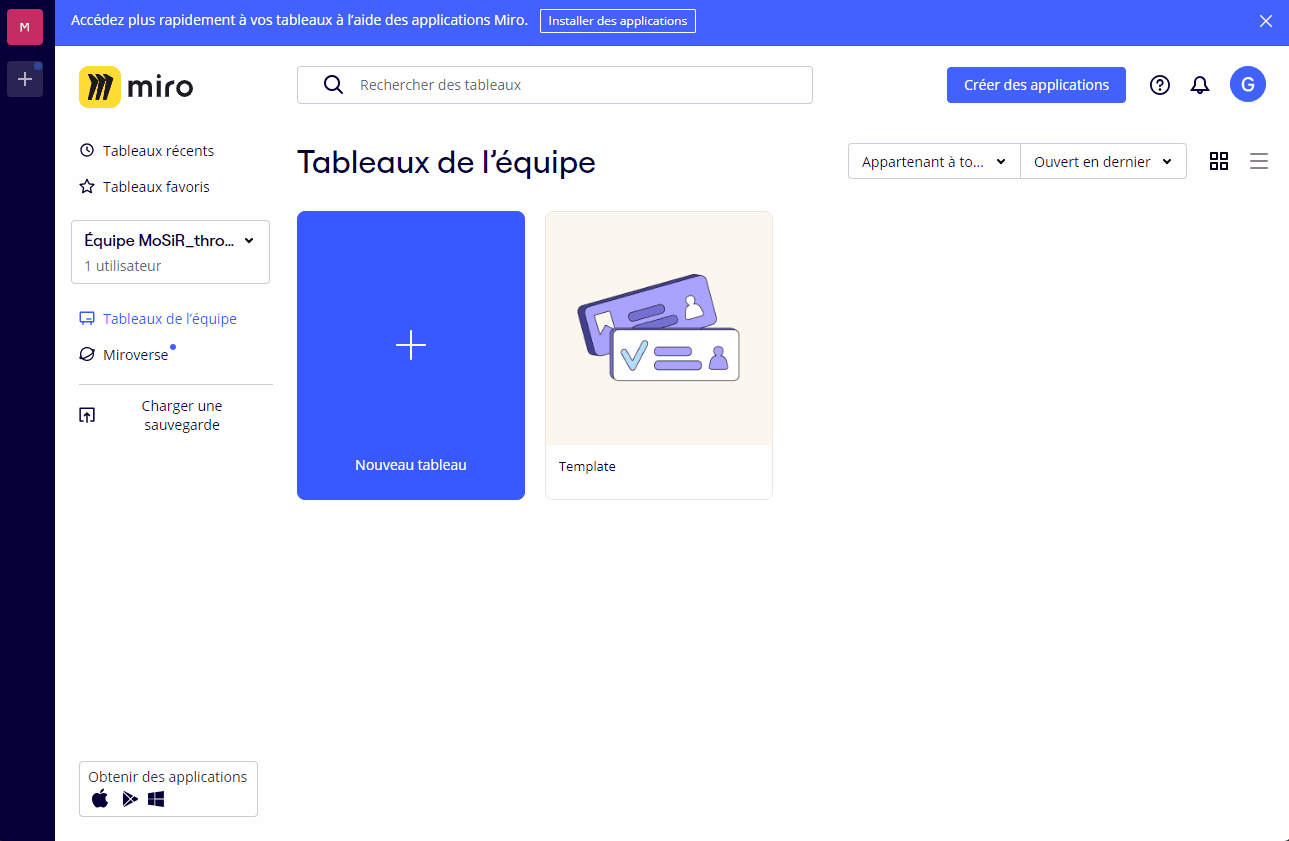 M
Accédez plus rapidement à vos tableaux à l’aide des applications Miro.
Installer des applications
miro
Rechercher des tableaux
Créer des applications
G
Tableaux récents
Tableaux favoris
Équipe MoSiR_thro...
1 utilisateur
Tableaux de l’équipe
Miroverse
Charger une
sauvegarde
Tableaux de l’équipe
Appartenant à to...
Ouvert en dernier
Nouveau tableau
Template
Obtenir des applications